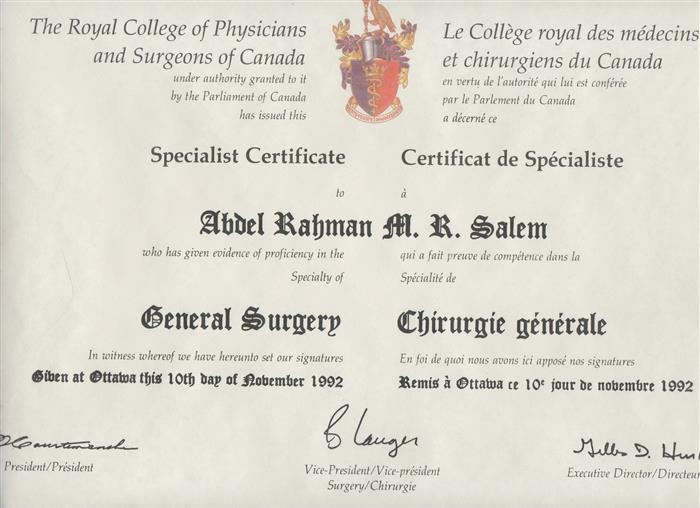 The Royal College of Physicians
and Surgeons of Canada
under authority granted to it
by the Parliament of Canada
has issued this
Le Collège royal des médecins
et chirurgiens du Canada
en vertu de l'autorité qui lui est conférée
par le Parlement du Canada
a décerné ce
Specialist Certificate
Certificat de Spécialiste
to
à
Abdel Rahman M. R. Salem
who has given evidence of proficiency in the
Specialty of
qui a fait preuve de compétence dans la
Spécialité de
General Surgery
Chirurgie générale
In witness whereof we have hereunto set our signatures
Given at Ottawa this 10th day of November 1992
En foi de quoi nous avons ici apposé nos signatures
Remis à Ottawa ce 10e jour de novembre 1992
President/Président
Vice-President/Vice-président
Surgery/Chirurgie
Gilles D.
Executive Director/Directeur